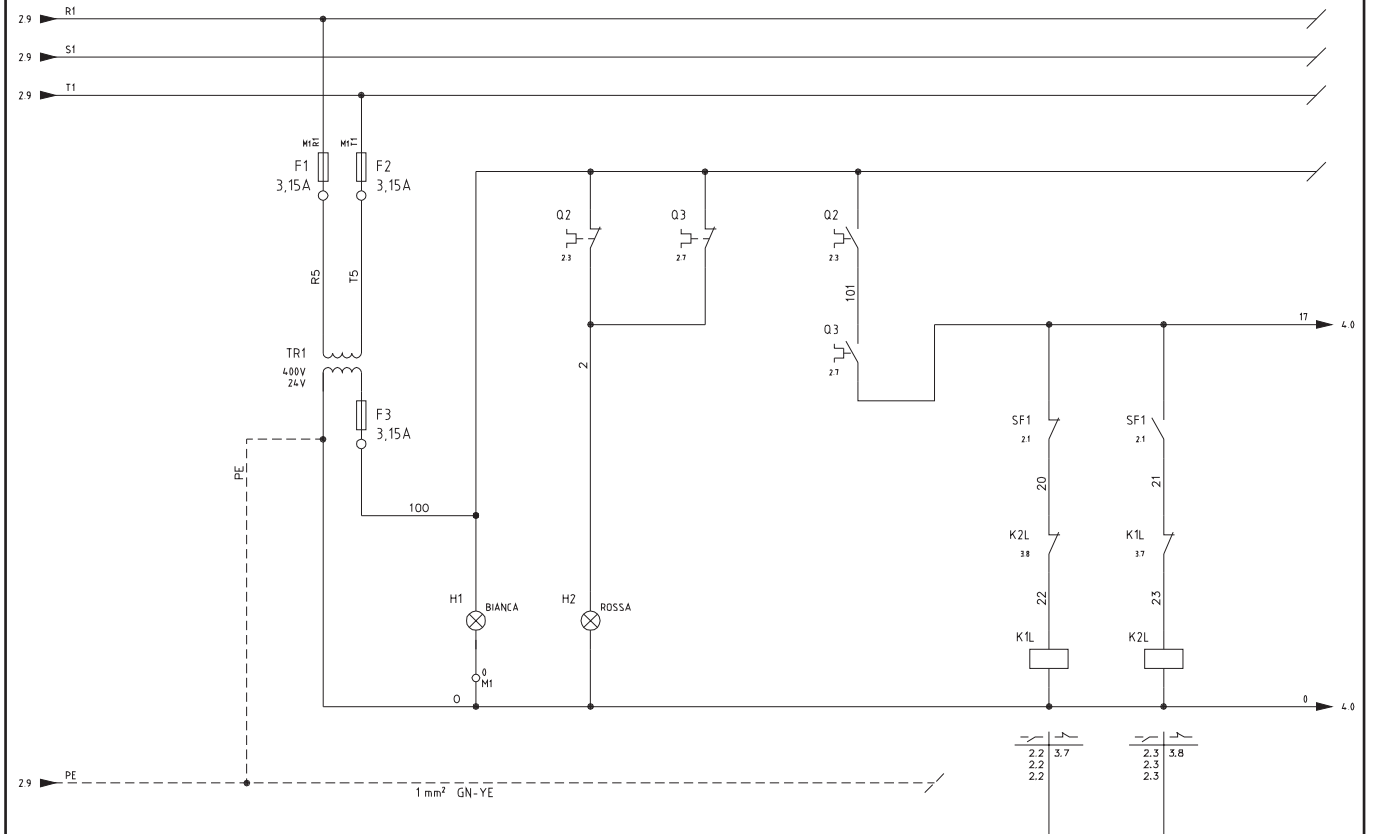 2.9 R1
2.9 S1
2.9 T1
M1 R1
M1 T1
F1
3,15A
F2
3,15A
Q2
2.3
Q3
2.7
Q2
2.3
R5
T5
101
17 4.0
Q3
2.7
TR1
400V
24V
2
F3
3,15A
SF1
2.1
SF1
2.1
PE
20
21
100
K2L
3.8
K1L
3.7
22
23
H1 BIANCA
H2 ROSSA
K1L
K2L
0
M1
0
0 4.0
2.2 3.7
2.2
2.2
2.3 3.8
2.3
2.3
2.9 PE
1 mm² GN-YE